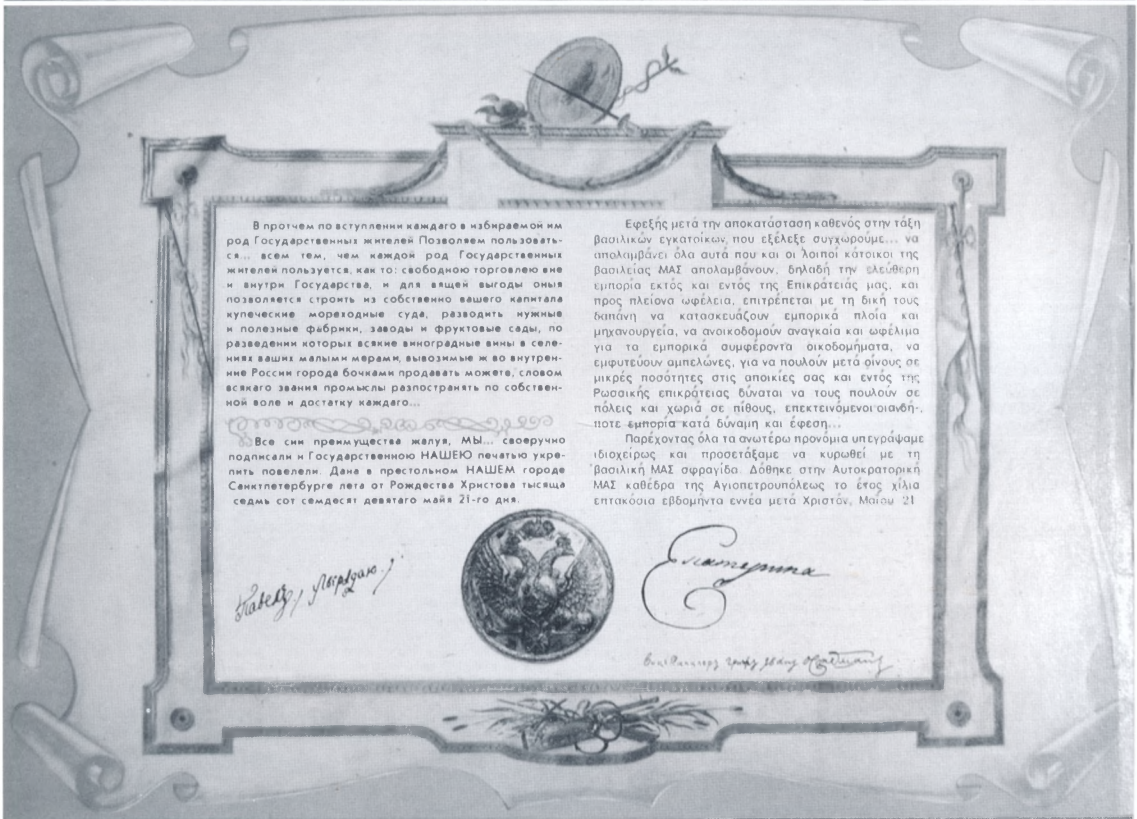 В протчем по вступлении каждаго в избираемой им
род Государственных жителей Позволяем пользовать-
ся... всем тем, чем каждой род Государственных
жителей пользуется, как то: свободною торговлею вне
и внутри Государства, и для вящей выгоды оныя
позволяется строить из собственно вашего капитала
купеческие мореходные суда, разводить нужные
и полезные фабрики, заводы и фруктовые сады, по
разведении которых всякие виноградные вины в селе-
ниях ваших малыми мерами, вывозимые ж во внутрен-
ние России города бочками продавать можете, словом
всякаго звания промыслы разпостранять по собствен-
ной воле и достатку каждаго...
Все сии преимущества жалуя, МЫ... своеручно
подписали и Государственною НАШЕЮ печатью укре-
пить повелели. Дана в престольном НАШЕМ городе
Санктпетербурге лета от Рождества Христова тысяща
седмь сот семдесят девятаго майя 21-го дня.
Εφεξής μετά την αποκατάσταση καθενός στην τάξη
βασιλικών εγκατοίκων, που εξέλεξε συγχωρούμε... να
απολαμβάνει όλα αυτά που και οι λοιποί κάτοικοι της
βασιλείας ΜΑΣ απολαμβάνουν, δηλαδή την ελεύθερη
εμπορία εκτός και εντός της Επικράτειάς μας, και
προς πλείονα ωφέλεια, επιτρέπεται με τη δική τους
δαπάνη να κατασκευάζουν εμπορικά πλοία και
μηχανουργεία, να ανοικοδομούν αναγκαία και ωφέλιμα
για τα εμπορικά συμφέροντα οικοδομήματα, να
εμφυτεύουν αμπελώνες, για να πουλούν μετά οίνους σε
μικρές ποσότητες στις αποικίες σας και εντός της
Ρωσσικής επικράτειας δύναται να τους πουλούν σε
πόλεις και χωριά σε πίθους, επεκτεινόμενοι οιανδή-
ποτε εμπορία κατά δύναμη και έφεση...
Παρέχοντας όλα τα ανωτέρω προνόμια υπεγράψαμε
ιδιοχείρως και προσετάξαμε να κυρωθεί με τη
βασιλική ΜΑΣ σφραγίδα. Δόθηκε στην Αυτοκρατορική
ΜΑΣ καθέδρα της Αγιοπετρουπόλεως το έτος χίλια
επτακόσια εβδομήντα εννέα μετά Χριστόν, Μαΐου 21
Екатерина